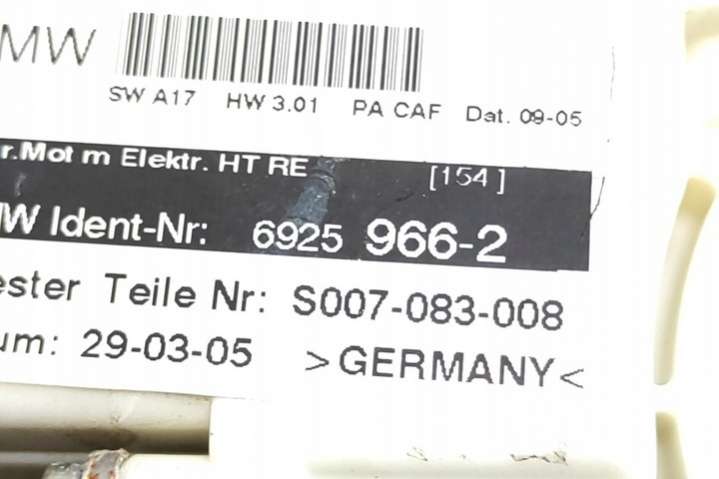 MW
SW A17 HW 3.01 PA CAF Dat. 09-05
r.Mot m Elektr. HT RE [154]
W Ident-Nr: 6925 966-2
ester Teile Nr: S007-083-008
um: 29-03-05 >GERMANY<